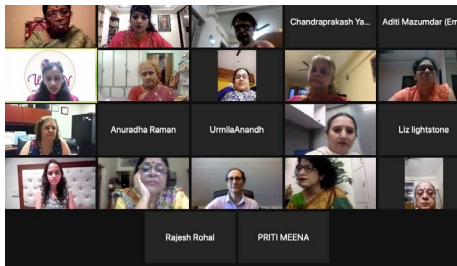 Chandraprakash Ya...
Aditi Mazumdar (Em
Anuradha Raman
UrmilaAnandh
Liz lightstone
Rajesh Rohal
PRITI MEENA